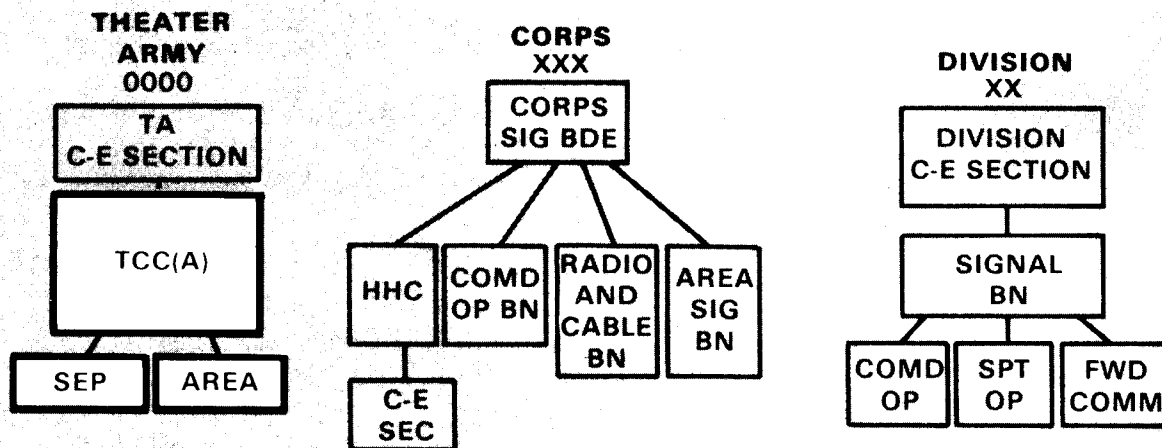 THEATER
ARMY
0000
TA
C-E SECTION
TCC(A)
SEP
AREA
CORPS
XXX
CORPS
SIG BDE
HHC
COMD
OP BN
RADIO
AND
CABLE
BN
AREA
SIG
BN
C-E
SEC
DIVISION
XX
DIVISION
C-E SECTION
SIGNAL
BN
COMD
OP
SPT
OP
FWD
COMM